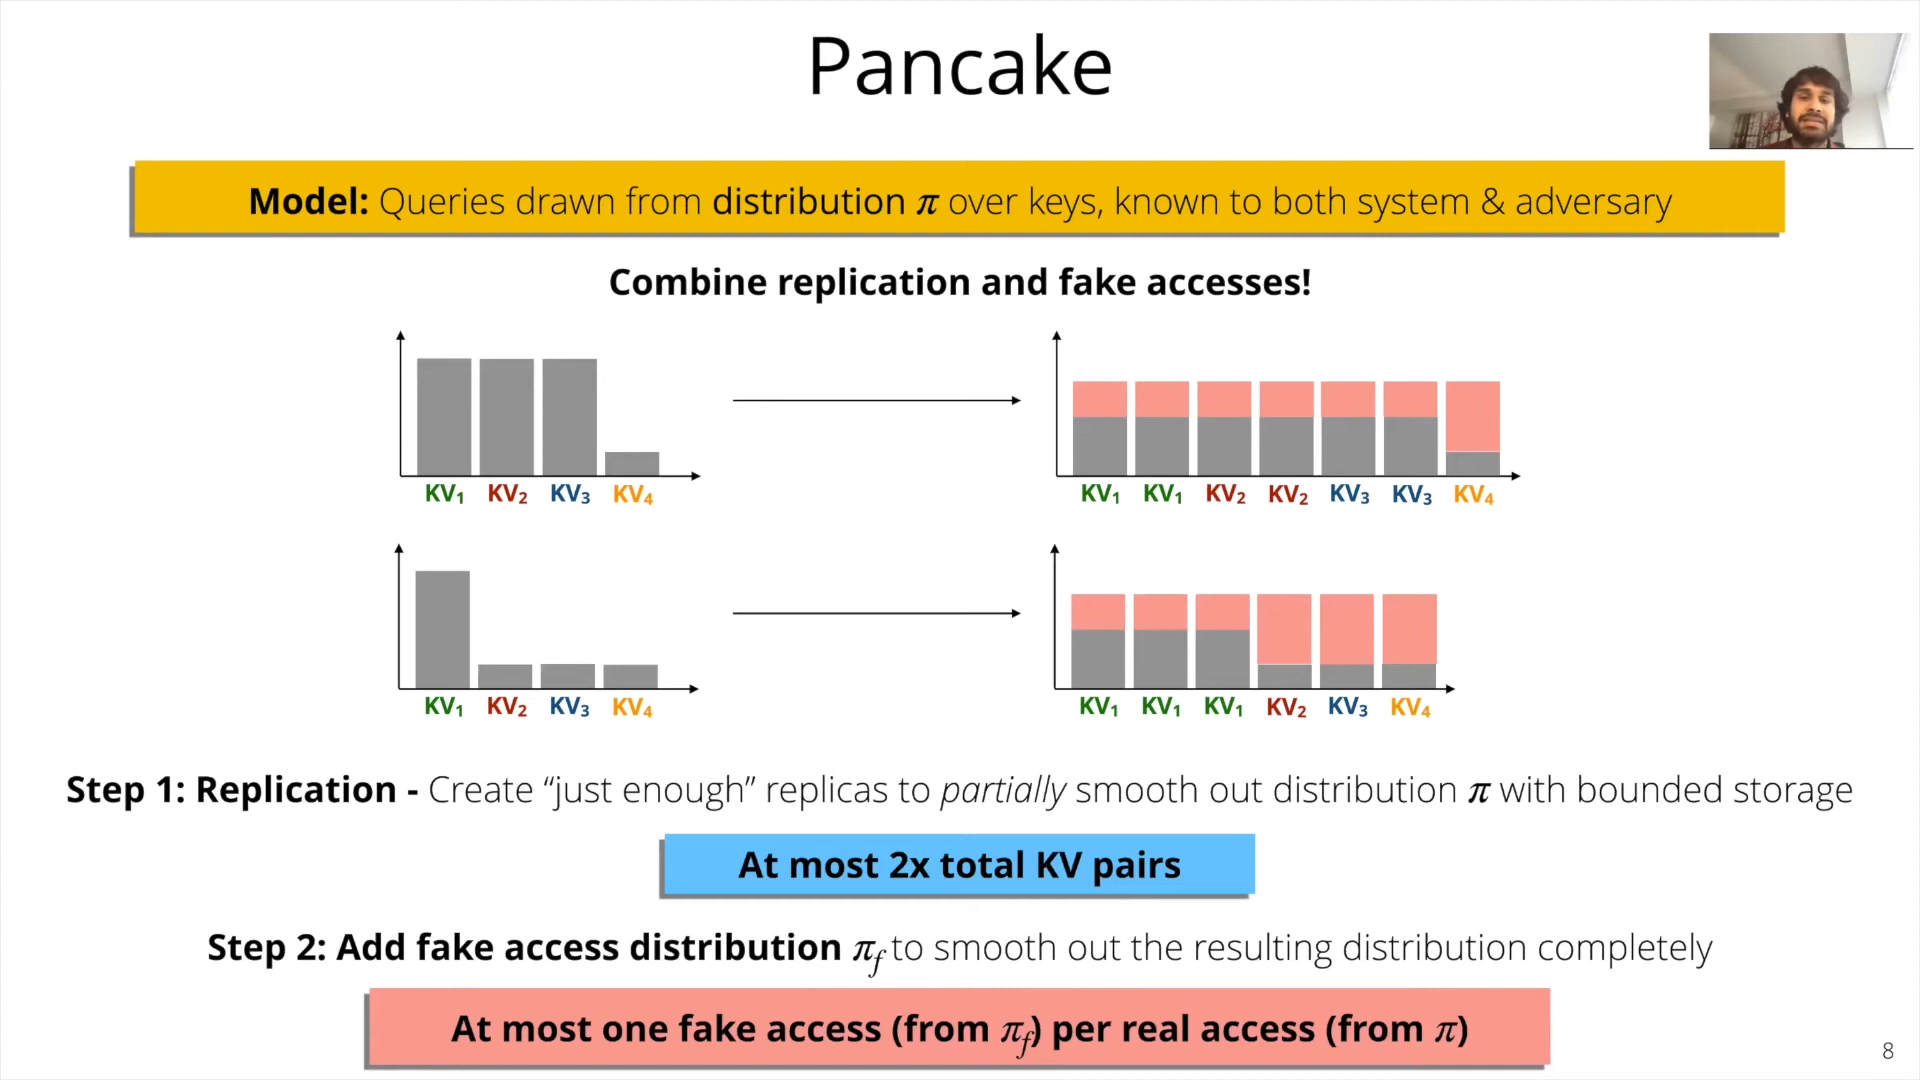 Pancake
Model: Queries drawn from distribution π over keys, known to both system & adversary
Combine replication and fake accesses!
KV₁ KV₂ KV₃ KV₄
KV₁ KV₁ KV₂ KV₂ KV₃ KV₃ KV₄
KV₁ KV₂ KV₃ KV₄
KV₁ KV₁ KV₁ KV₂ KV₃ KV₄
Step 1: Replication - Create “just enough” replicas to partially smooth out distribution π with bounded storage
At most 2x total KV pairs
Step 2: Add fake access distribution π_f to smooth out the resulting distribution completely
At most one fake access (from π_f) per real access (from π)
8